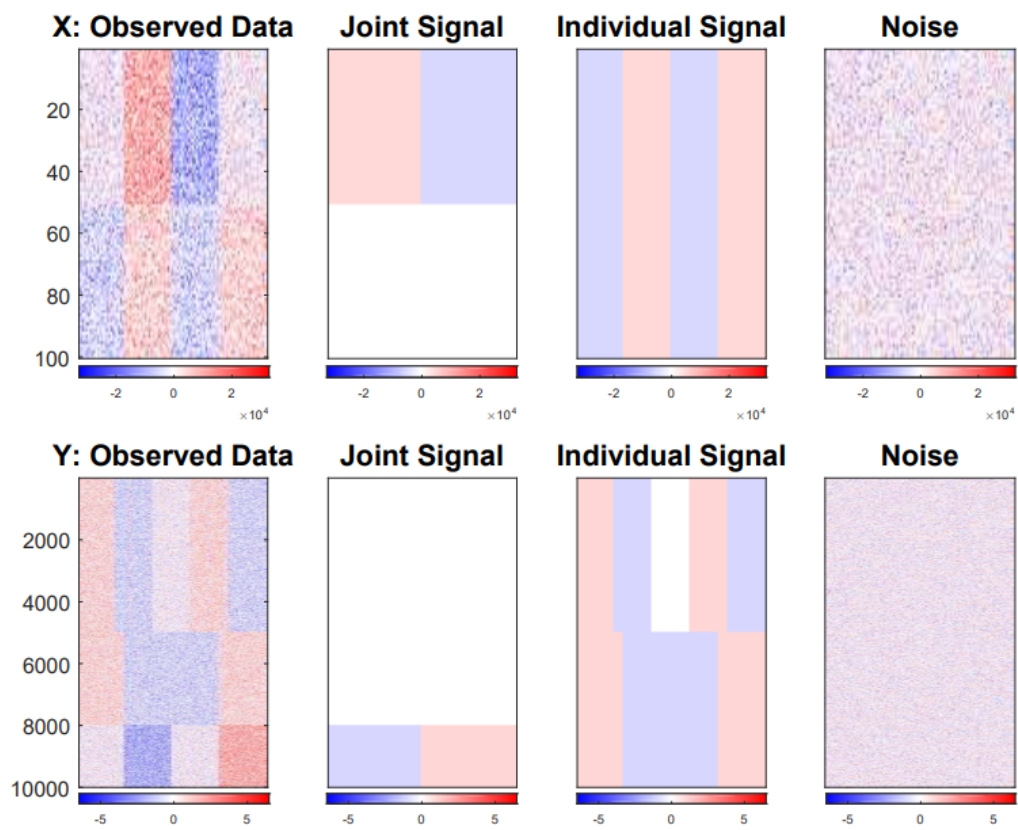 X: Observed Data Joint Signal Individual Signal Noise
20
40
60
80
100
-2 0 2 -2 0 2 -2 0 2 -2 0 2
×10⁴ ×10⁴ ×10⁴ ×10⁴
Y: Observed Data Joint Signal Individual Signal Noise
2000
4000
6000
8000
10000
-5 0 5 -5 0 5 -5 0 5 -5 0 5